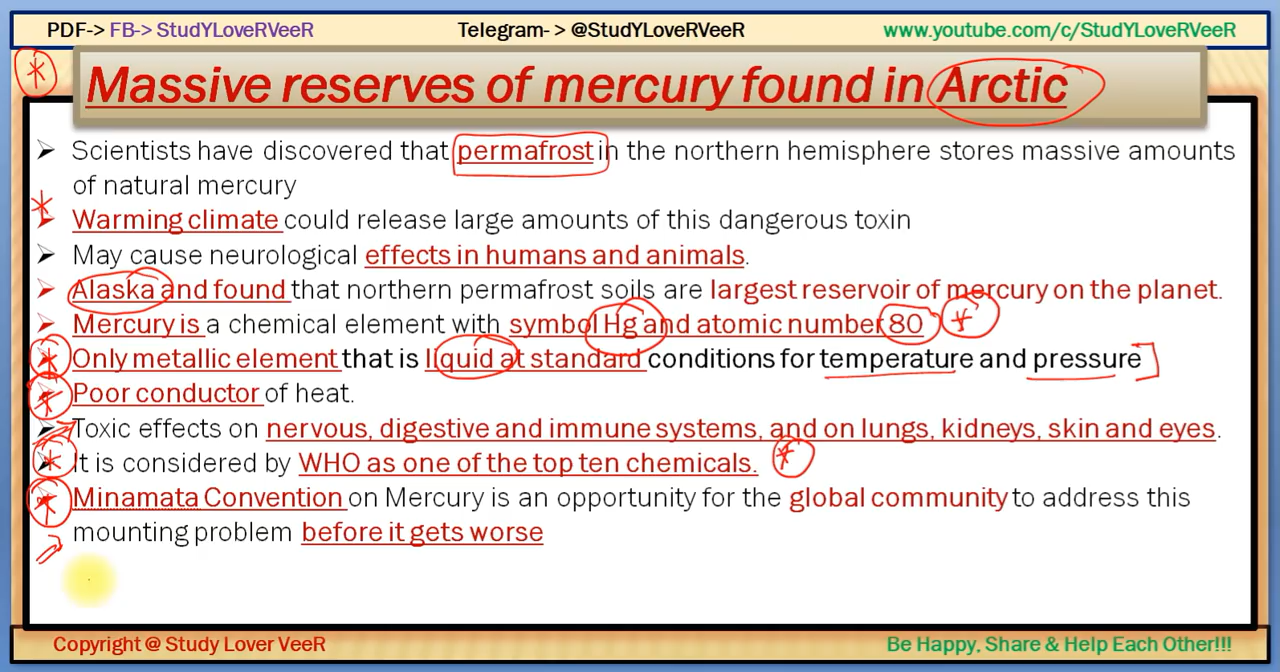 PDF-> FB-> StudYLoveRVeeR Telegram- > @StudYLoveRVeeR www.youtube.com/c/StudYLoveRVeeR
Massive reserves of mercury found in Arctic
Scientists have discovered that permafrost in the northern hemisphere stores massive amounts
of natural mercury
Warming climate could release large amounts of this dangerous toxin
May cause neurological effects in humans and animals.
Alaska and found that northern permafrost soils are largest reservoir of mercury on the planet.
Mercury is a chemical element with symbol Hg and atomic number 80
Only metallic element that is liquid at standard conditions for temperature and pressure
Poor conductor of heat.
Toxic effects on nervous, digestive and immune systems, and on lungs, kidneys, skin and eyes.
It is considered by WHO as one of the top ten chemicals.
Minamata Convention on Mercury is an opportunity for the global community to address this
mounting problem before it gets worse
Copyright @ Study Lover VeeR Be Happy, Share & Help Each Other!!!